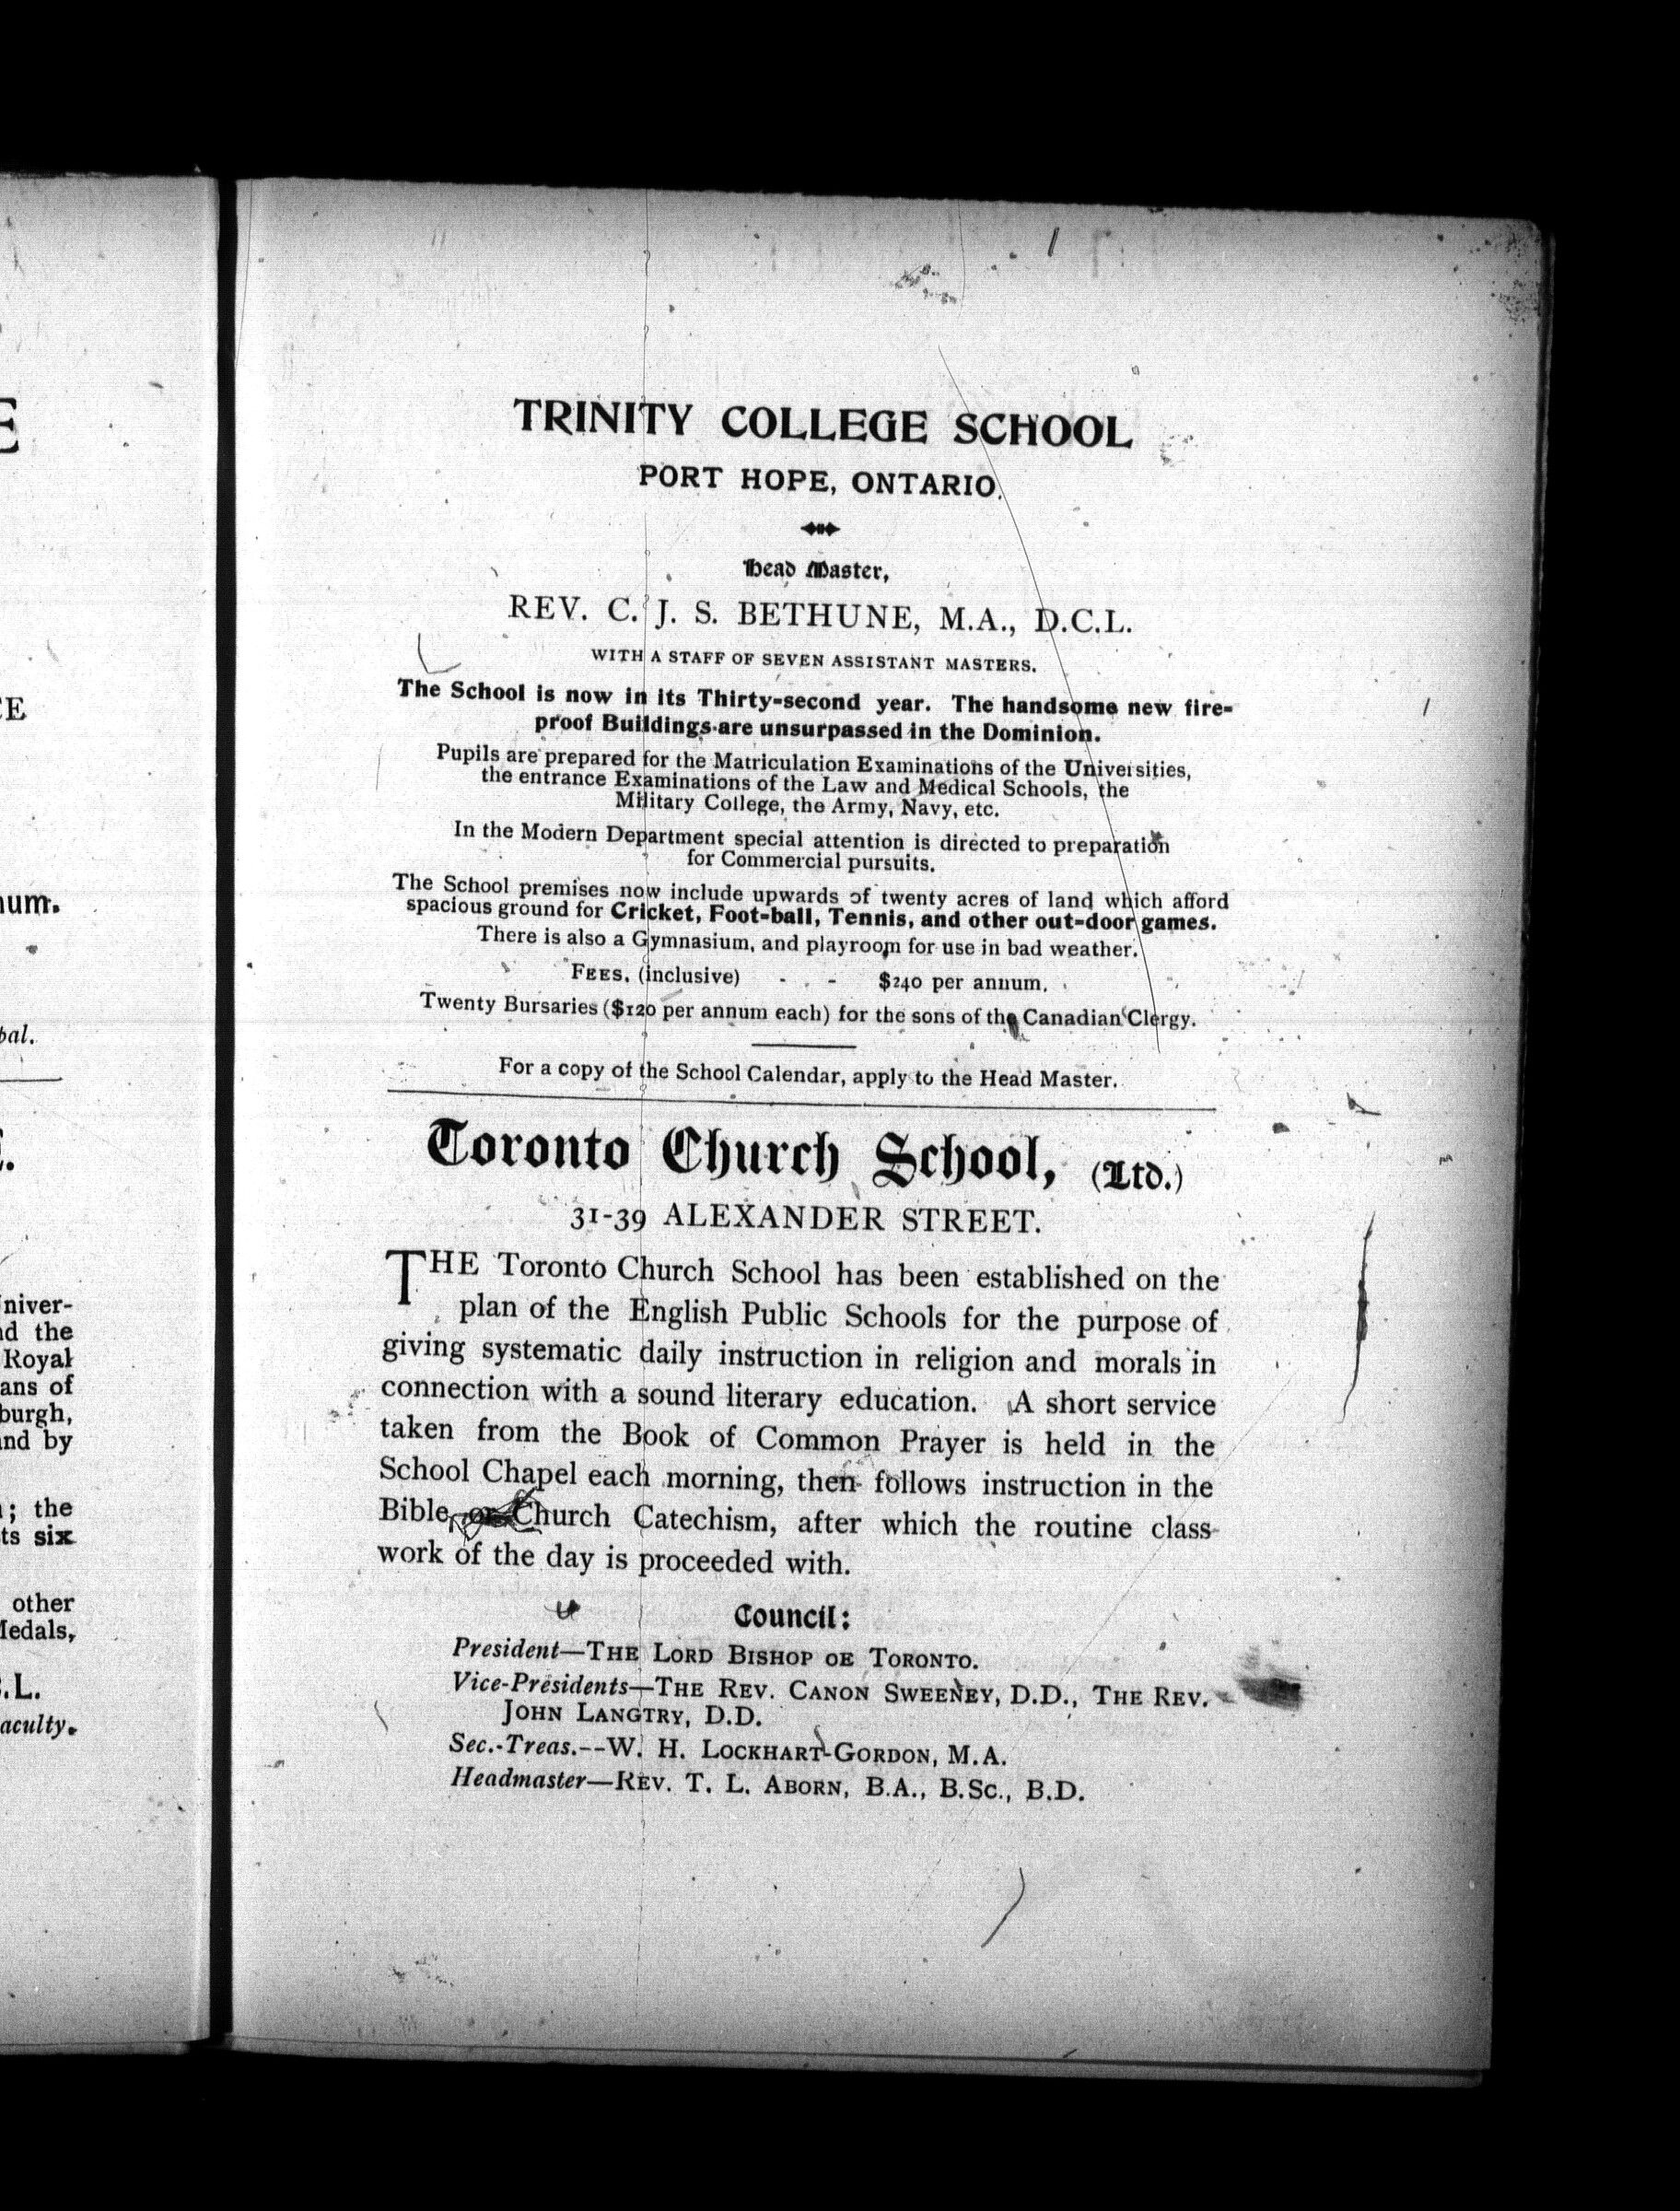 E
CE
num.
pal.
E.
Univer-
nd the
Royal
ans of
burgh,
and by
; the
ts six
other
Medals,
C.L.
aculty.
TRINITY COLLEGE SCHOOL
PORT HOPE, ONTARIO.
Head Master,
REV. C. J. S. BETHUNE, M.A., D.C.L.
WITH A STAFF OF SEVEN ASSISTANT MASTERS.
The School is now in its Thirty-second year. The handsome new fire-
proof Buildings are unsurpassed in the Dominion.
Pupils are prepared for the Matriculation Examinations of the Universities,
the entrance Examinations of the Law and Medical Schools, the
Military College, the Army, Navy, etc.
In the Modern Department special attention is directed to preparation
for Commercial pursuits.
The School premises now include upwards of twenty acres of land which afford
spacious ground for Cricket, Foot-ball, Tennis, and other out-door games.
There is also a Gymnasium, and playroom for use in bad weather.
FEES, (inclusive) - - $240 per annum.
Twenty Bursaries ($120 per annum each) for the sons of the Canadian Clergy.
For a copy of the School Calendar, apply to the Head Master.
Toronto Church School, (Ltd.)
31-39 ALEXANDER STREET.
THE Toronto Church School has been established on the
plan of the English Public Schools for the purpose of
giving systematic daily instruction in religion and morals in
connection with a sound literary education. A short service
taken from the Book of Common Prayer is held in the
School Chapel each morning, then follows instruction in the
Bible or Church Catechism, after which the routine class
work of the day is proceeded with.
Council:
President—THE LORD BISHOP OE TORONTO.
Vice-Presidents—THE REV. CANON SWEENEY, D.D., THE REV.
JOHN LANGTRY, D.D.
Sec.-Treas.--W. H. LOCKHART-GORDON, M.A.
Headmaster—REV. T. L. ABORN, B.A., B.Sc., B.D.